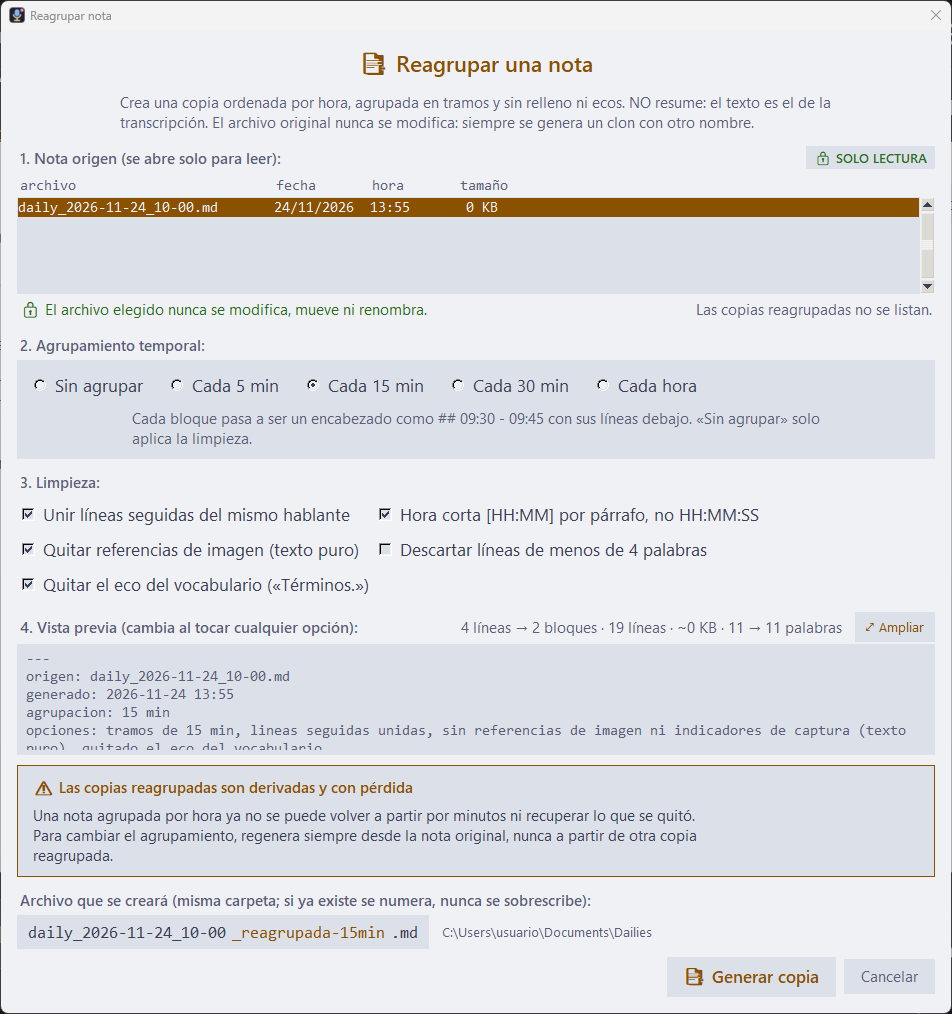 Reagrupar nota
Reagrupar una nota
Crea una copia ordenada por hora, agrupada en tramos y sin relleno ni ecos. NO resume: el texto es el de la
transcripción. El archivo original nunca se modifica: siempre se genera un clon con otro nombre.
1. Nota origen (se abre solo para leer):
SOLO LECTURA
archivo fecha hora tamaño
daily_2026-11-24_10-00.md 24/11/2026 13:55 0 KB
El archivo elegido nunca se modifica, mueve ni renombra.
Las copias reagrupadas no se listan.
2. Agrupamiento temporal:
Sin agrupar Cada 5 min Cada 15 min Cada 30 min Cada hora
Cada bloque pasa a ser un encabezado como ## 09:30 - 09:45 con sus líneas debajo. «Sin agrupar» solo
aplica la limpieza.
3. Limpieza:
Unir líneas seguidas del mismo hablante Hora corta [HH:MM] por párrafo, no HH:MM:SS
Quitar referencias de imagen (texto puro) Descartar líneas de menos de 4 palabras
Quitar el eco del vocabulario («Términos.»)
4. Vista previa (cambia al tocar cualquier opción):
4 líneas → 2 bloques · 19 líneas · ~0 KB · 11 → 11 palabras
Ampliar
---
origen: daily_2026-11-24_10-00.md
generado: 2026-11-24 13:55
agrupacion: 15 min
opciones: tramos de 15 min, lineas seguidas unidas, sin referencias de imagen ni indicadores de captura (texto
puro), quitado el eco del vocabulario
Las copias reagrupadas son derivadas y con pérdida
Una nota agrupada por hora ya no se puede volver a partir por minutos ni recuperar lo que se quitó.
Para cambiar el agrupamiento, regenera siempre desde la nota original, nunca a partir de otra copia
reagrupada.
Archivo que se creará (misma carpeta; si ya existe se numera, nunca se sobrescribe):
daily_2026-11-24_10-00 _reagrupada-15min .md
C:\Users\usuario\Documents\Dailies
Generar copia
Cancelar